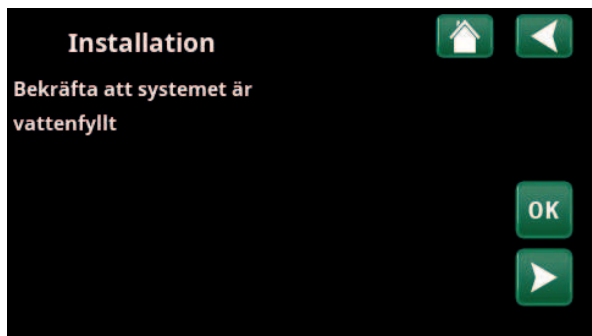 Installation
Bekräfta att systemet är
vattenfyllt
OK